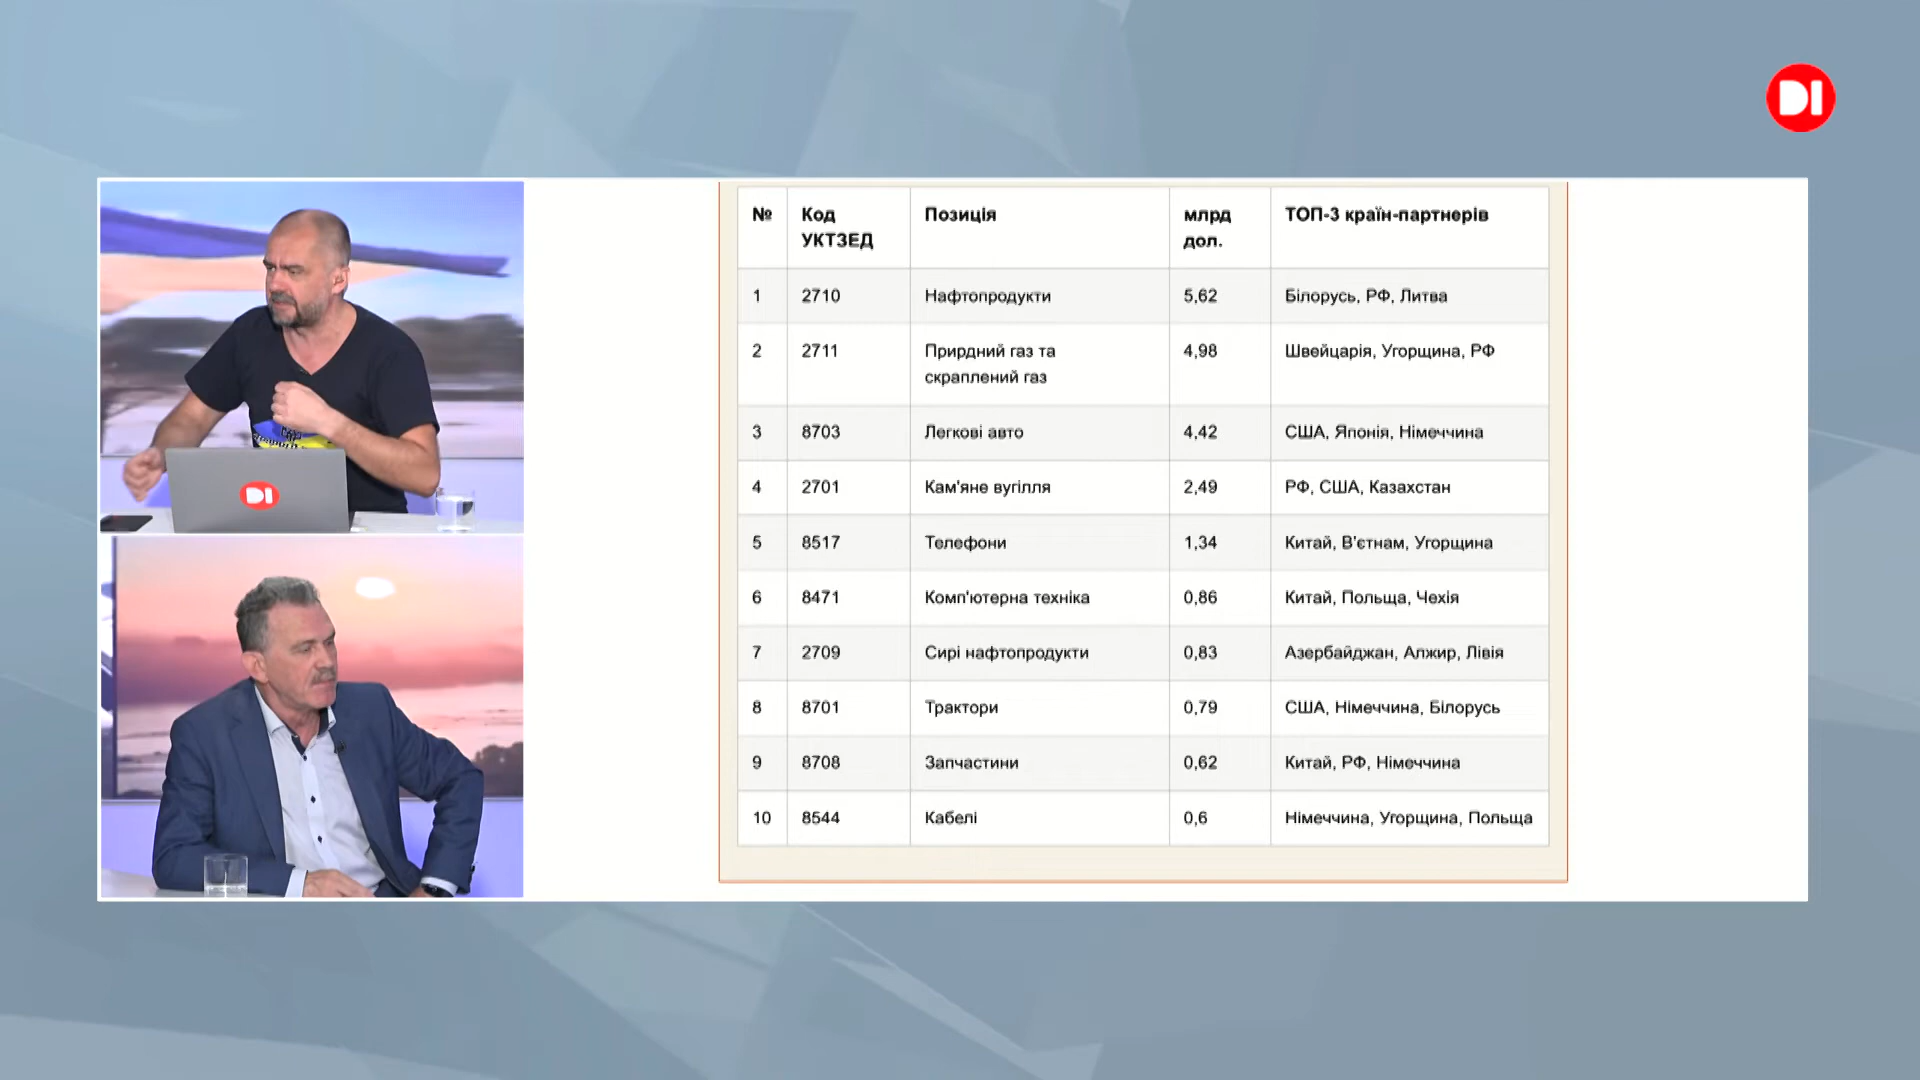 DI
№ Код УКТЗЕД Позиція млрд дол. ТОП-3 країн-партнерів
1 2710 Нафтопродукти 5,62 Білорусь, РФ, Литва
2 2711 Прирдний газ та скраплений газ 4,98 Швейцарія, Угорщина, РФ
3 8703 Легкові авто 4,42 США, Японія, Німеччина
4 2701 Кам'яне вугілля 2,49 РФ, США, Казахстан
5 8517 Телефони 1,34 Китай, В'єтнам, Угорщина
6 8471 Комп'ютерна техніка 0,86 Китай, Польща, Чехія
7 2709 Сирі нафтопродукти 0,83 Азербайджан, Алжир, Лівія
8 8701 Трактори 0,79 США, Німеччина, Білорусь
9 8708 Запчастини 0,62 Китай, РФ, Німеччина
10 8544 Кабелі 0,6 Німеччина, Угорщина, Польща
DI